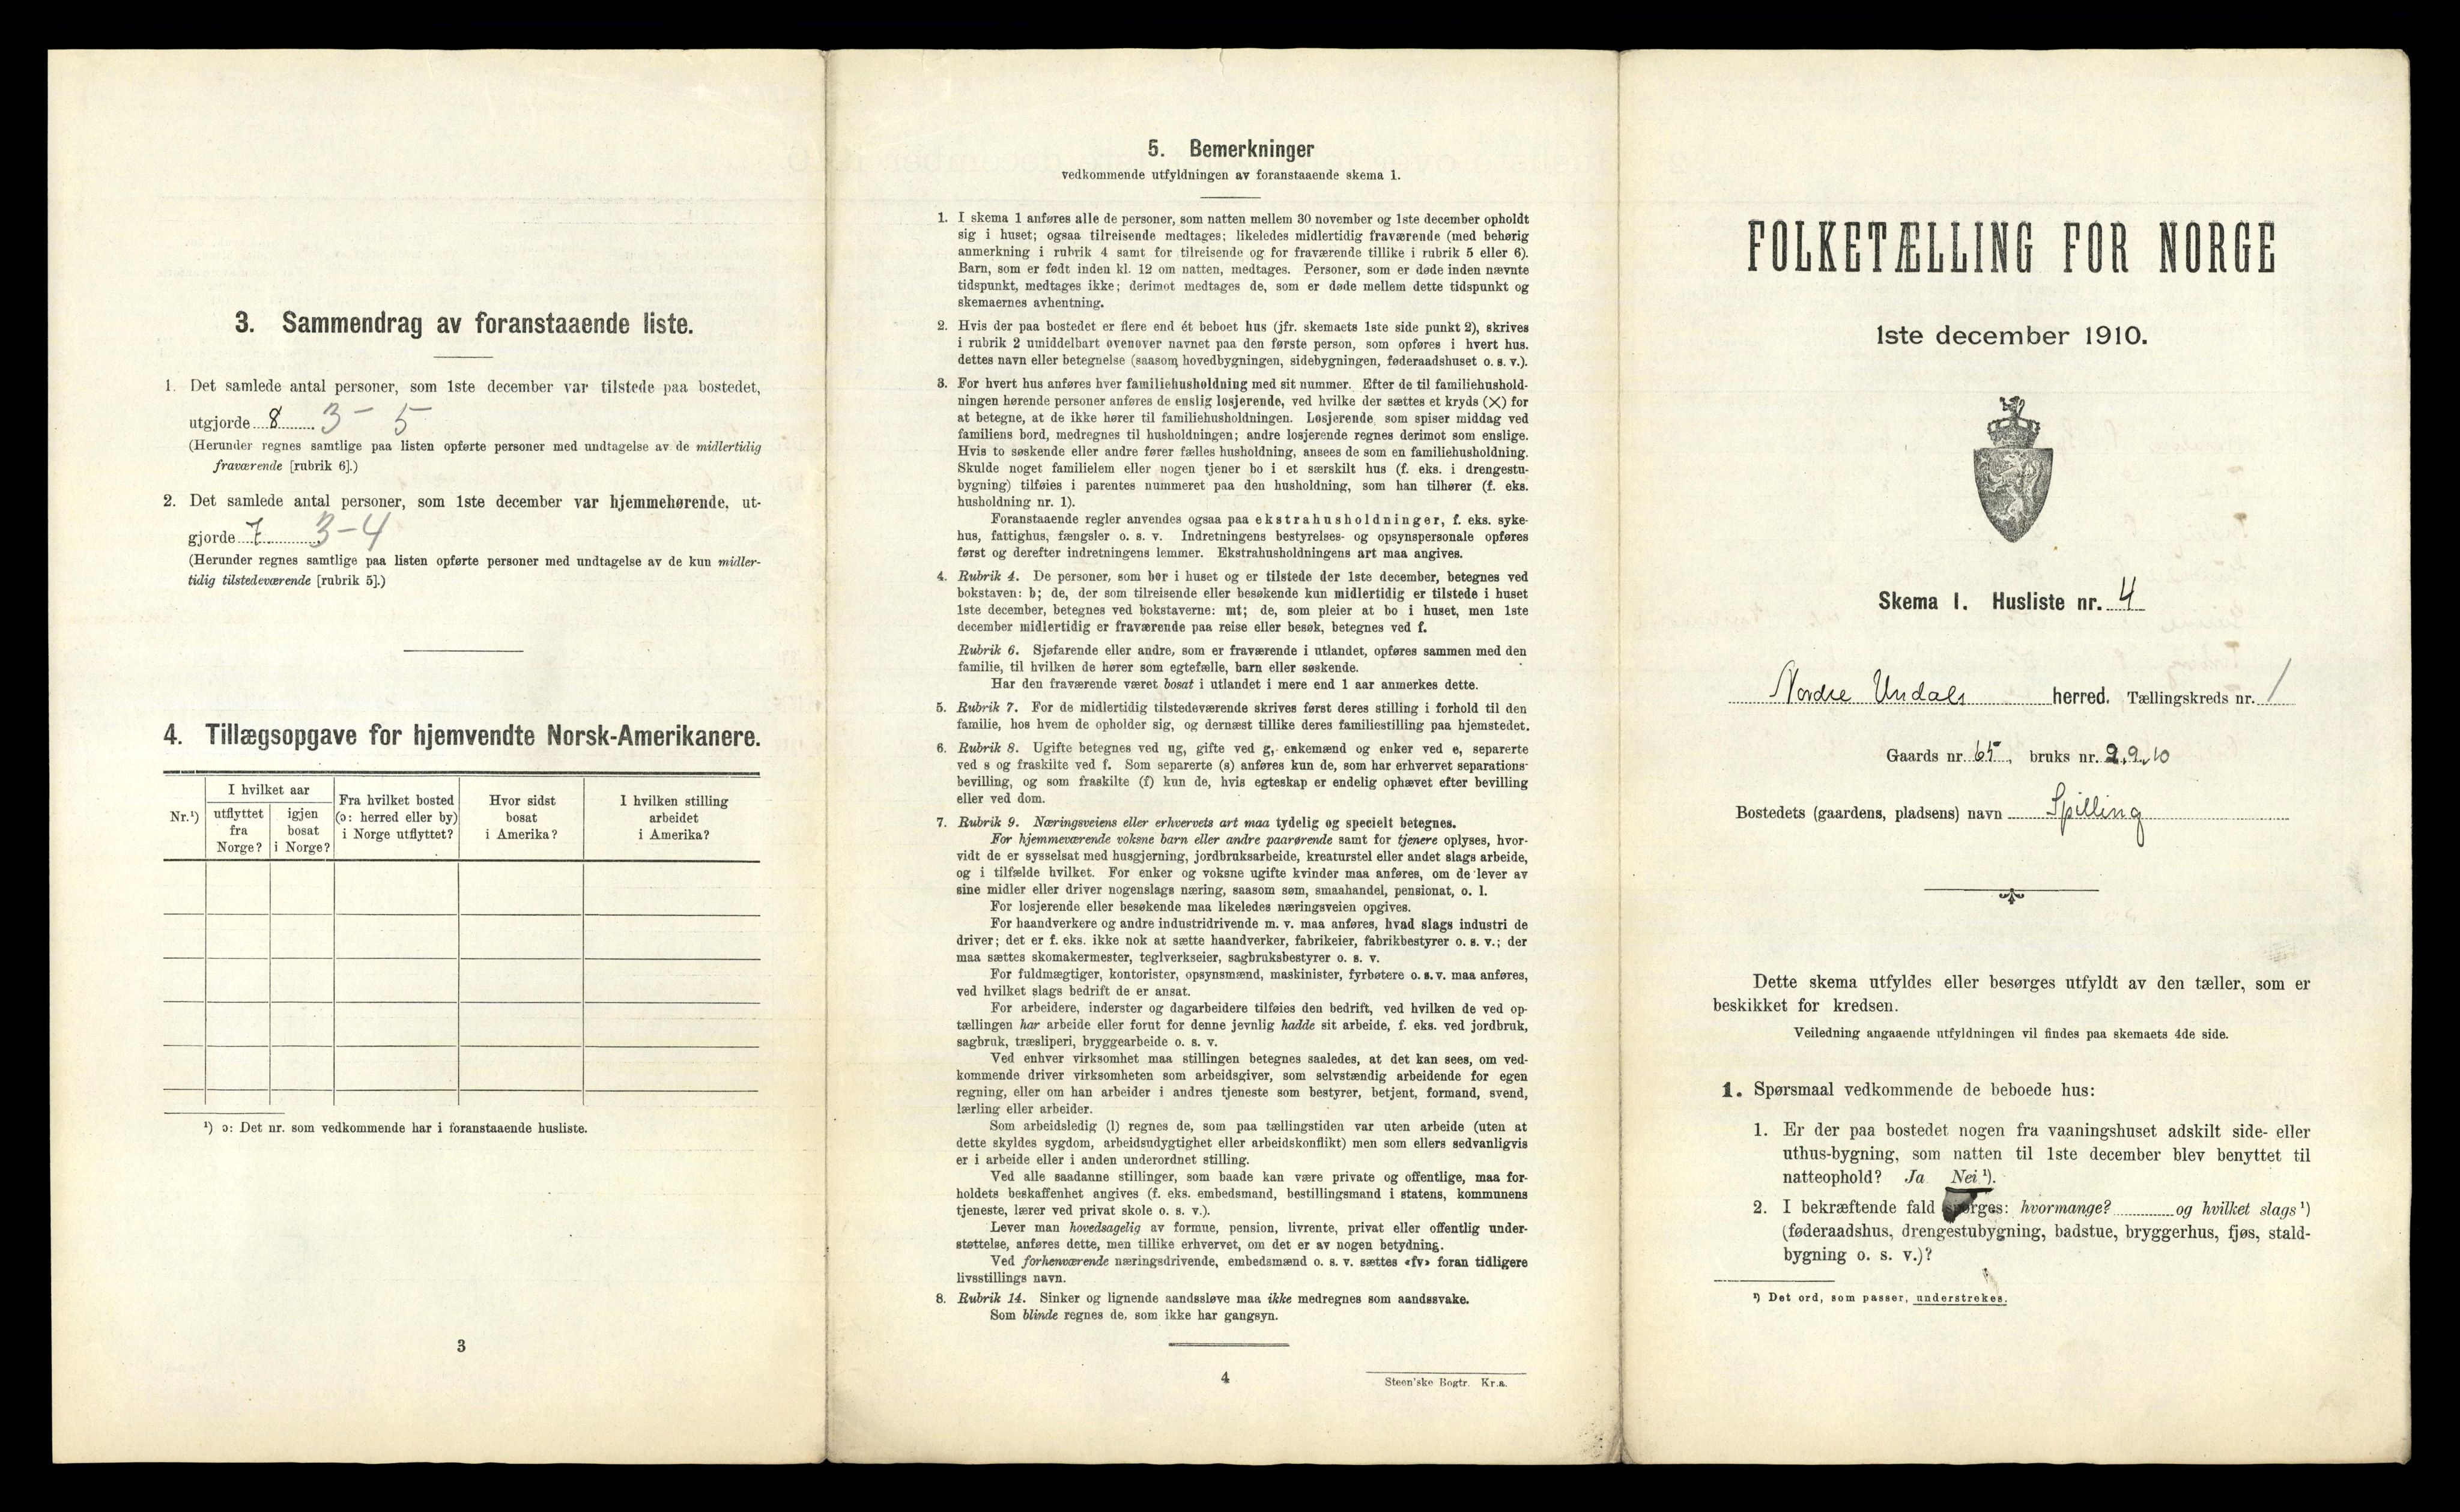 3. Sammendrag av foranstaaende liste.
1. Det samlede antal personer, som 1ste december var tilstede paa bostedet,
utgjorde 8 3 - 5
(Herunder regnes samtlige paa listen opførte personer med undtagelse av de midlertidig
fraværende [rubrik 6].)
2. Det samlede antal personer, som 1ste december var hjemmehørende, ut-
gjorde 7 3-4
(Herunder regnes samtlige paa listen opførte personer med undtagelse av de kun midler-
tidig tilstedeværende [rubrik 5].)
4. Tillægsopgave for hjemvendte Norsk-Amerikanere.
Nr.¹)
I hvilket aar
utflyttet
fra
Norge?
igjen
bosat
i Norge?
Fra hvilket bosted
(ɔ: herred eller by)
i Norge utflyttet?
Hvor sidst
bosat
i Amerika?
I hvilken stilling
arbeidet
i Amerika?
¹) ɔ: Det nr. som vedkommende har i foranstaaende husliste.
3
5. Bemerkninger
vedkommende utfyldningen av foranstaaende skema 1.
1. I skema 1 anføres alle de personer, som natten mellem 30 november og 1ste december opholdt
sig i huset; ogsaa tilreisende medtages; likeledes midlertidig fraværende (med behørig
anmerkning i rubrik 4 samt for tilreisende og for fraværende tillike i rubrik 5 eller 6).
Barn, som er født inden kl. 12 om natten, medtages. Personer, som er døde inden nævnte
tidspunkt, medtages ikke; derimot medtages de, som er døde mellem dette tidspunkt og
skemaernes avhentning.
2. Hvis der paa bostedet er flere end ét beboet hus (jfr. skemaets 1ste side punkt 2), skrives
i rubrik 2 umiddelbart ovenover navnet paa den første person, som opføres i hvert hus.
dettes navn eller betegnelse (saasom hovedbygningen, sidebygningen, føderaadshuset o. s. v.).
3. For hvert hus anføres hver familiehusholdning med sit nummer. Efter de til familiehushold-
ningen hørende personer anføres de enslig losjerende, ved hvilke der sættes et kryds (×) for
at betegne, at de ikke hører til familiehusholdningen. Losjerende som spiser middag ved
familiens bord, medregnes til husholdningen; andre losjerende regnes derimot som enslige.
Hvis to søskende eller andre fører fælles husholdning, ansees de som en familiehusholdning.
Skulde noget familielem eller nogen tjener bo i et særskilt hus (f. eks. i drengestu-
bygning) tilføies i parentes nummeret paa den husholdning, som han tilhører (f. eks.
husholdning nr. 1).
Foranstaaende regler anvendes ogsaa paa ekstrahusholdninger, f. eks. syke-
hus, fattighus, fængsler o. s. v. Indretningens bestyrelses- og opsynspersonale opføres
først og derefter indretningens lemmer. Ekstrahusholdningens art maa angives.
4. Rubrik 4. De personer, som bor i huset og er tilstede der 1ste december, betegnes ved
bokstaven: b; de, der som tilreisende eller besøkende kun midlertidig er tilstede i huset
1ste december, betegnes ved bokstaverne: mt; de, som pleier at bo i huset, men 1ste
december midlertidig er fraværende paa reise eller besøk, betegnes ved f.
Rubrik 6. Sjøfarende eller andre, som er fraværende i utlandet, opføres sammen med den
familie, til hvilken de hører som egtefælle, barn eller søskende.
Har den fraværende været bosat i utlandet i mere end 1 aar anmerkes dette.
5. Rubrik 7. For de midlertidig tilstedeværende skrives først deres stilling i forhold til den
familie, hos hvem de opholder sig, og dernæst tillike deres familiestilling paa hjemstedet.
6. Rubrik 8. Ugifte betegnes ved ug, gifte ved g, enkemænd og enker ved e, separerte
ved s og fraskilte ved f. Som separerte (s) anføres kun de, som har erhvervet separations-
bevilling, og som fraskilte (f) kun de, hvis egteskap er endelig ophævet efter bevilling
eller ved dom.
7. Rubrik 9. Næringsveiens eller erhvervets art maa tydelig og specielt betegnes.
For hjemmeværende voksne barn eller andre paarørende samt for tjenere oplyses, hvor-
vidt de er sysselsat med husgjerning, jordbruksarbeide, kreaturstel eller andet slags arbeide,
og i tilfælde hvilket. For enker og voksne ugifte kvinder maa anføres, om de lever av
sine midler eller driver nogenslags næring, saasom søm, smaahandel, pensionat, o. l.
For losjerende eller besøkende maa likeledes næringsveien opgives.
For haandverkere og andre industridrivende m. v. maa anføres, hvad slags industri de
driver; det er f. eks. ikke nok at sætte haandverker, fabrikeier, fabrikbestyrer o. s. v.; der
maa sættes skomakermester, teglverkseier, sagbruksbestyrer o. s. v.
For fuldmægtiger, kontorister, opsynsmænd, maskinister, fyrbøtere o. s. v. maa anføres,
ved hvilket slags bedrift de er ansat.
For arbeidere, inderster og dagarbeidere tilføies den bedrift, ved hvilken de ved op-
tællingen har arbeide eller forut for denne jevnlig hadde sit arbeide, f. eks. ved jordbruk,
sagbruk, træsliperi, bryggearbeide o. s. v.
Ved enhver virksomhet maa stillingen betegnes saaledes, at det kan sees, om ved-
kommende driver virksomheten som arbeidsgiver, som selvstændig arbeidende for egen
regning, eller om han arbeider i andres tjeneste som bestyrer, betjent, formand, svend,
lærling eller arbeider.
Som arbeidsledig (l) regnes de, som paa tællingstiden var uten arbeide (uten at
dette skyldes sygdom, arbeidsudygtighet eller arbeidskonflikt) men som ellers sedvanligvis
er i arbeide eller i anden underordnet stilling.
Ved alle saadanne stillinger, som baade kan være private og offentlige, maa for-
holdets beskaffenhet angives (f. eks. embedsmand, bestillingsmand i statens, kommunens
tjeneste, lærer ved privat skole o. s. v.).
Lever man hovedsagelig av formue, pension, livrente, privat eller offentlig under-
støttelse, anføres dette, men tillike erhvervet, om det er av nogen betydning.
Ved forhenværende næringsdrivende, embedsmænd o. s. v. sættes «fv» foran tidligere
livsstillings navn.
8. Rubrik 14. Sinker og lignende aandssløve maa ikke medregnes som aandssvake.
Som blinde regnes de, som ikke har gangsyn.
4
Steen'ske Bogtr. Kr.a.
FOLKETÆLLING FOR NORGE
1ste december 1910.
Skema 1. Husliste nr. 4
Nordre Undals herred. Tællingskreds nr. 1
Gaards nr. 65, bruks nr. 2,9,10
Bostedets (gaardens, pladsens) navn Spilling
Dette skema utfyldes eller besørges utfyldt av den tæller, som er
beskikket for kredsen.
Veiledning angaaende utfyldningen vil findes paa skemaets 4de side.
1. Spørsmaal vedkommende de beboede hus:
1. Er der paa bostedet nogen fra vaaningshuset adskilt side- eller
uthus-bygning, som natten til 1ste december blev benyttet til
natteophold? Ja Nei ¹).
2. I bekræftende fald spørges: hvormange? og hvilket slags ¹)
(føderaadshus, drengestubygning, badstue, bryggerhus, fjøs, stald-
bygning o. s. v.)?
¹) Det ord, som passer, understrekes.